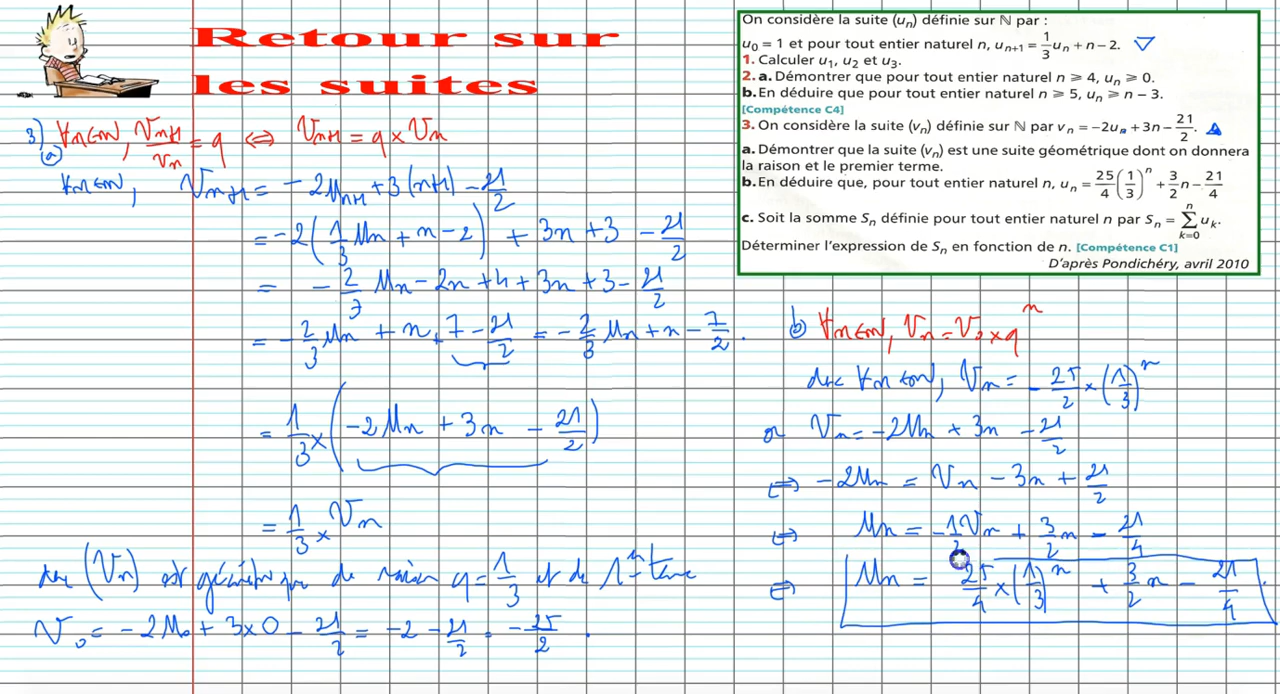 Retour sur
les suites
On considère la suite (uₙ) définie sur ℕ par :
u₀ = 1 et pour tout entier naturel n, uₙ₊₁ = 1/3 uₙ + n − 2.
1. Calculer u₁, u₂ et u₃.
2. a. Démontrer que pour tout entier naturel n ⩾ 4, uₙ ⩾ 0.
b. En déduire que pour tout entier naturel n ⩾ 5, uₙ ⩾ n − 3.
[Compétence C4]
3. On considère la suite (vₙ) définie sur ℕ par vₙ = −2uₙ + 3n − 21/2.
a. Démontrer que la suite (vₙ) est une suite géométrique dont on donnera
la raison et le premier terme.
b. En déduire que, pour tout entier naturel n, uₙ = 25/4 (1/3)ⁿ + 3/2 n − 21/4
c. Soit la somme Sₙ définie pour tout entier naturel n par Sₙ = ∑_{k=0}^{n} uₖ.
Déterminer l'expression de Sₙ en fonction de n. [Compétence C1]
D'après Pondichéry, avril 2010
3) a) ∀n∈ℕ, Vₙ₊₁/Vₙ = q ⇔ Vₙ₊₁ = q × Vₙ
∀n∈ℕ, Vₙ₊₁ = −2uₙ₊₁ + 3(n+1) − 21/2
= −2(1/3 uₙ + n − 2) + 3n + 3 − 21/2
= −2/3 uₙ − 2n + 4 + 3n + 3 − 21/2
= −2/3 uₙ + n + 7 − 21/2 = −2/3 uₙ + n − 7/2.
= 1/3 × (−2uₙ + 3n − 21/2)
= 1/3 × Vₙ
donc (Vₙ) est géométrique de raison q = 1/3 et de 1er terme
V₀ = −2u₀ + 3×0 − 21/2 = −2 − 21/2 = −25/2.
b) ∀n∈ℕ, Vₙ = V₀ × qⁿ
donc ∀n∈ℕ, Vₙ = −25/2 × (1/3)ⁿ
or Vₙ = −2uₙ + 3n − 21/2
⇔ −2uₙ = Vₙ − 3n + 21/2
⇔ uₙ = −1/2 Vₙ + 3/2 n − 21/4
⇔ uₙ = 25/4 × (1/3)ⁿ + 3/2 n − 21/4.